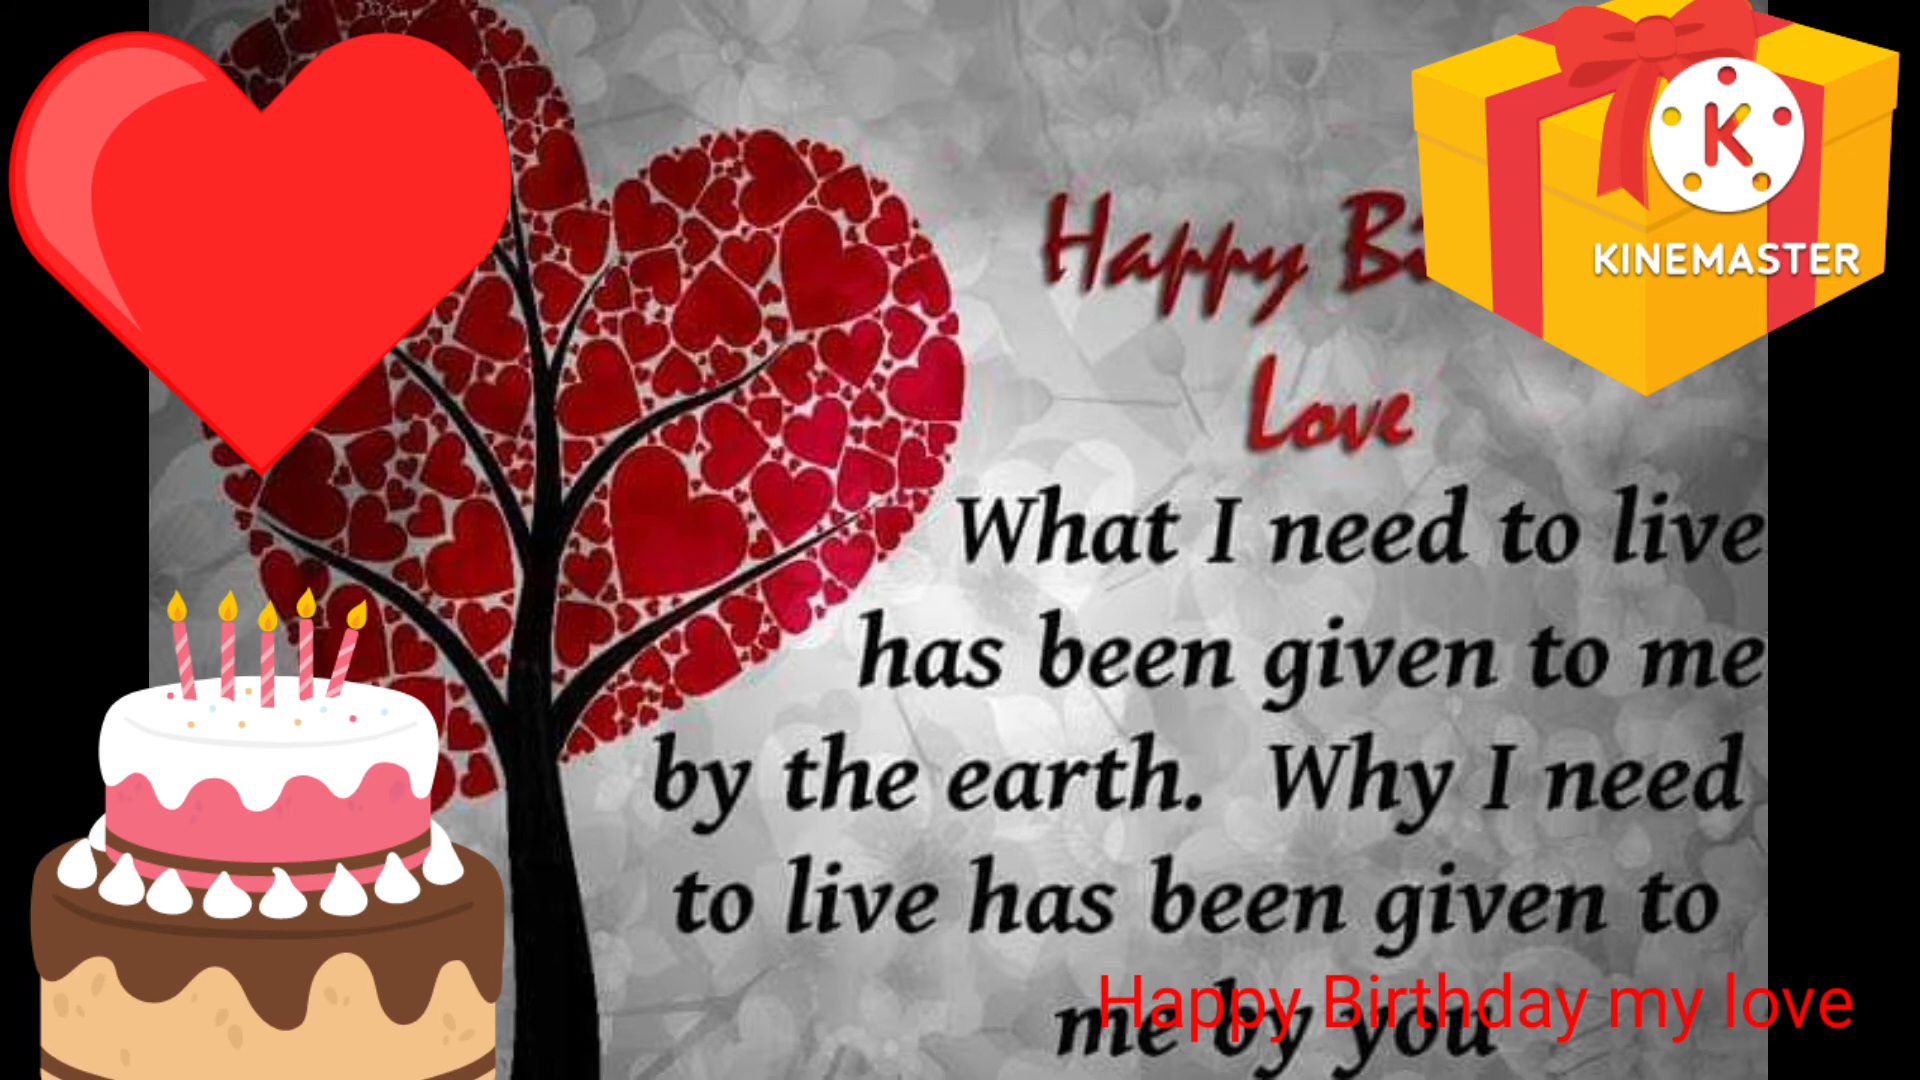 Happy Bi
Love
KINEMASTER
What I need to live
has been given to me
by the earth. Why I need
to live has been given to
me by you
Happy Birthday my love